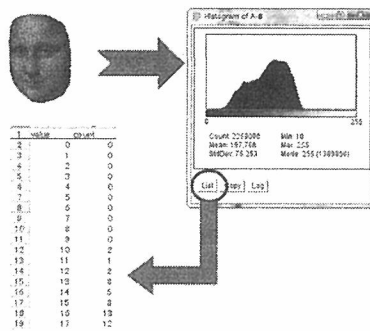 Histogram of A-8
0 255
Count: 2259000 Min: 10
Mean: 197.768 Max: 255
StdDev: 75.293 Mode: 255 (1389806)
List Copy Log
1 value count
2 0 0
3 1 0
4 2 0
5 3 0
6 4 0
7 5 0
8 6 0
9 7 0
10 8 0
11 9 0
12 10 2
13 11 1
14 12 2
15 13 8
16 14 5
17 15 8
18 16 18
19 17 12